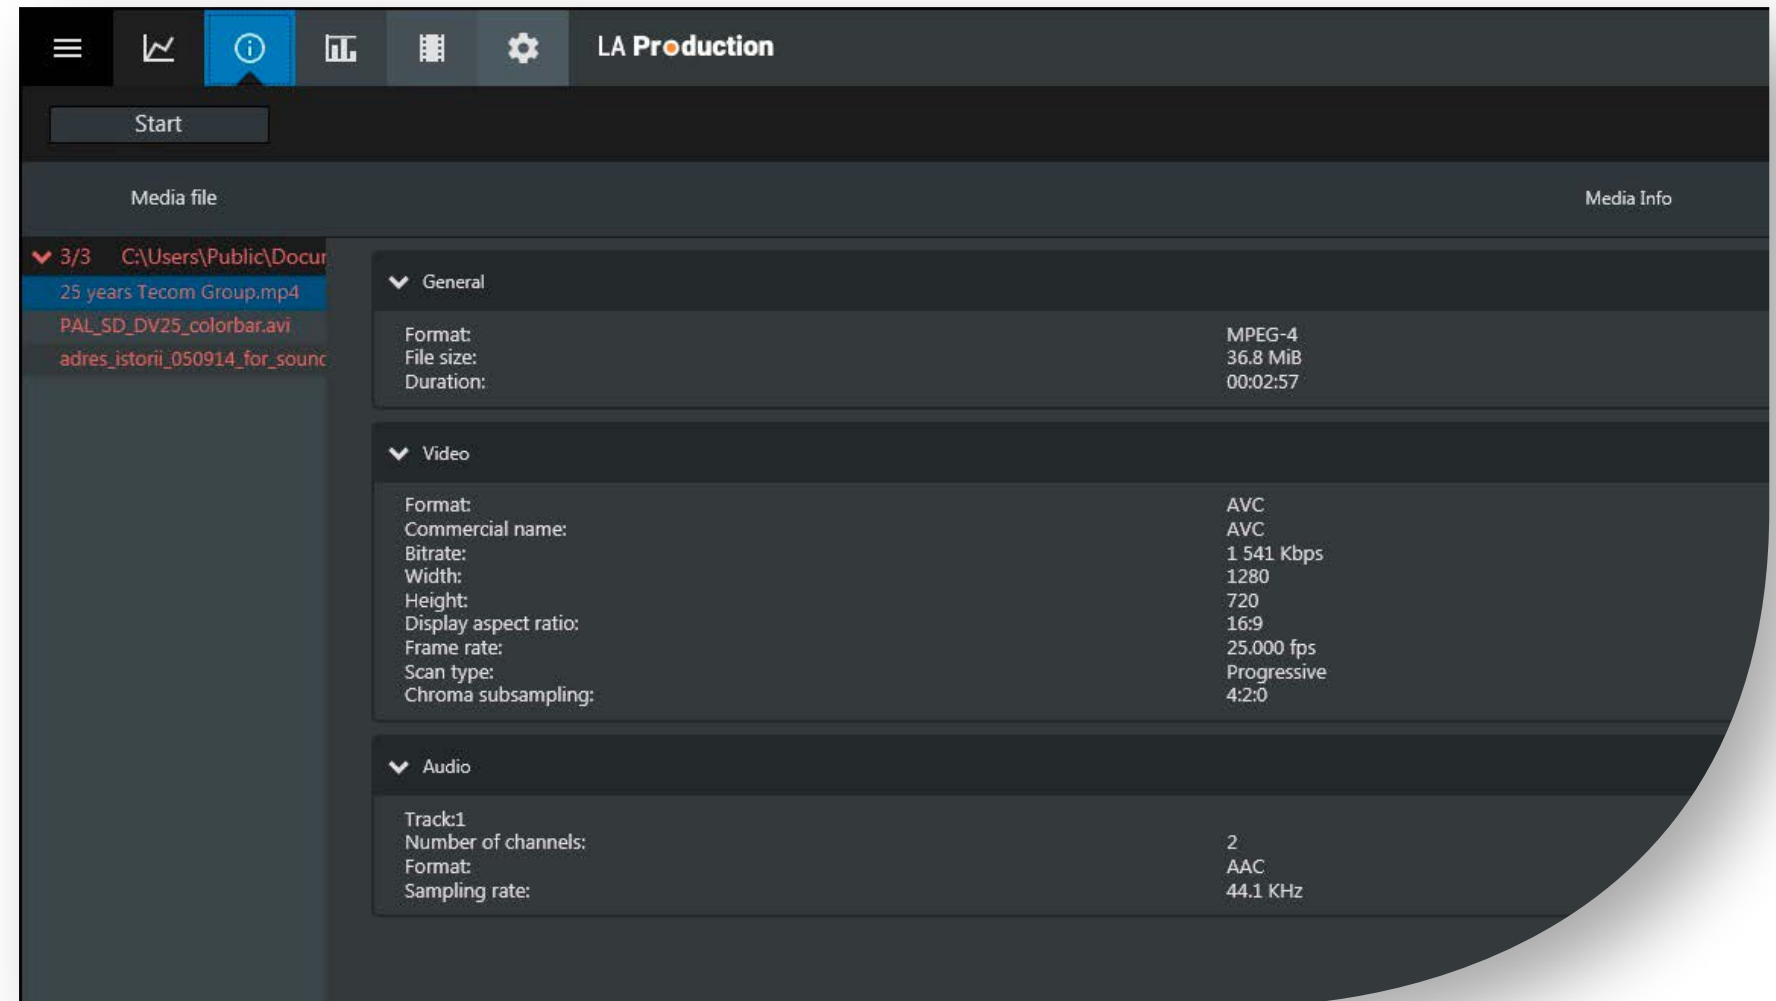 LA Production
Start
Media file
Media Info
3/3 C:\Users\Public\Docu
25 years Tecom Group.mp4
PAL_SD_DV25_colorbar.avi
adres_istorii_050914_for_soun
General
Format: MPEG-4
File size: 36.8 MiB
Duration: 00:02:57
Video
Format: AVC
Commercial name: AVC
Bitrate: 1 541 Kbps
Width: 1280
Height: 720
Display aspect ratio: 16:9
Frame rate: 25.000 fps
Scan type: Progressive
Chroma subsampling: 4:2:0
Audio
Track:1
Number of channels: 2
Format: AAC
Sampling rate: 44.1 KHz